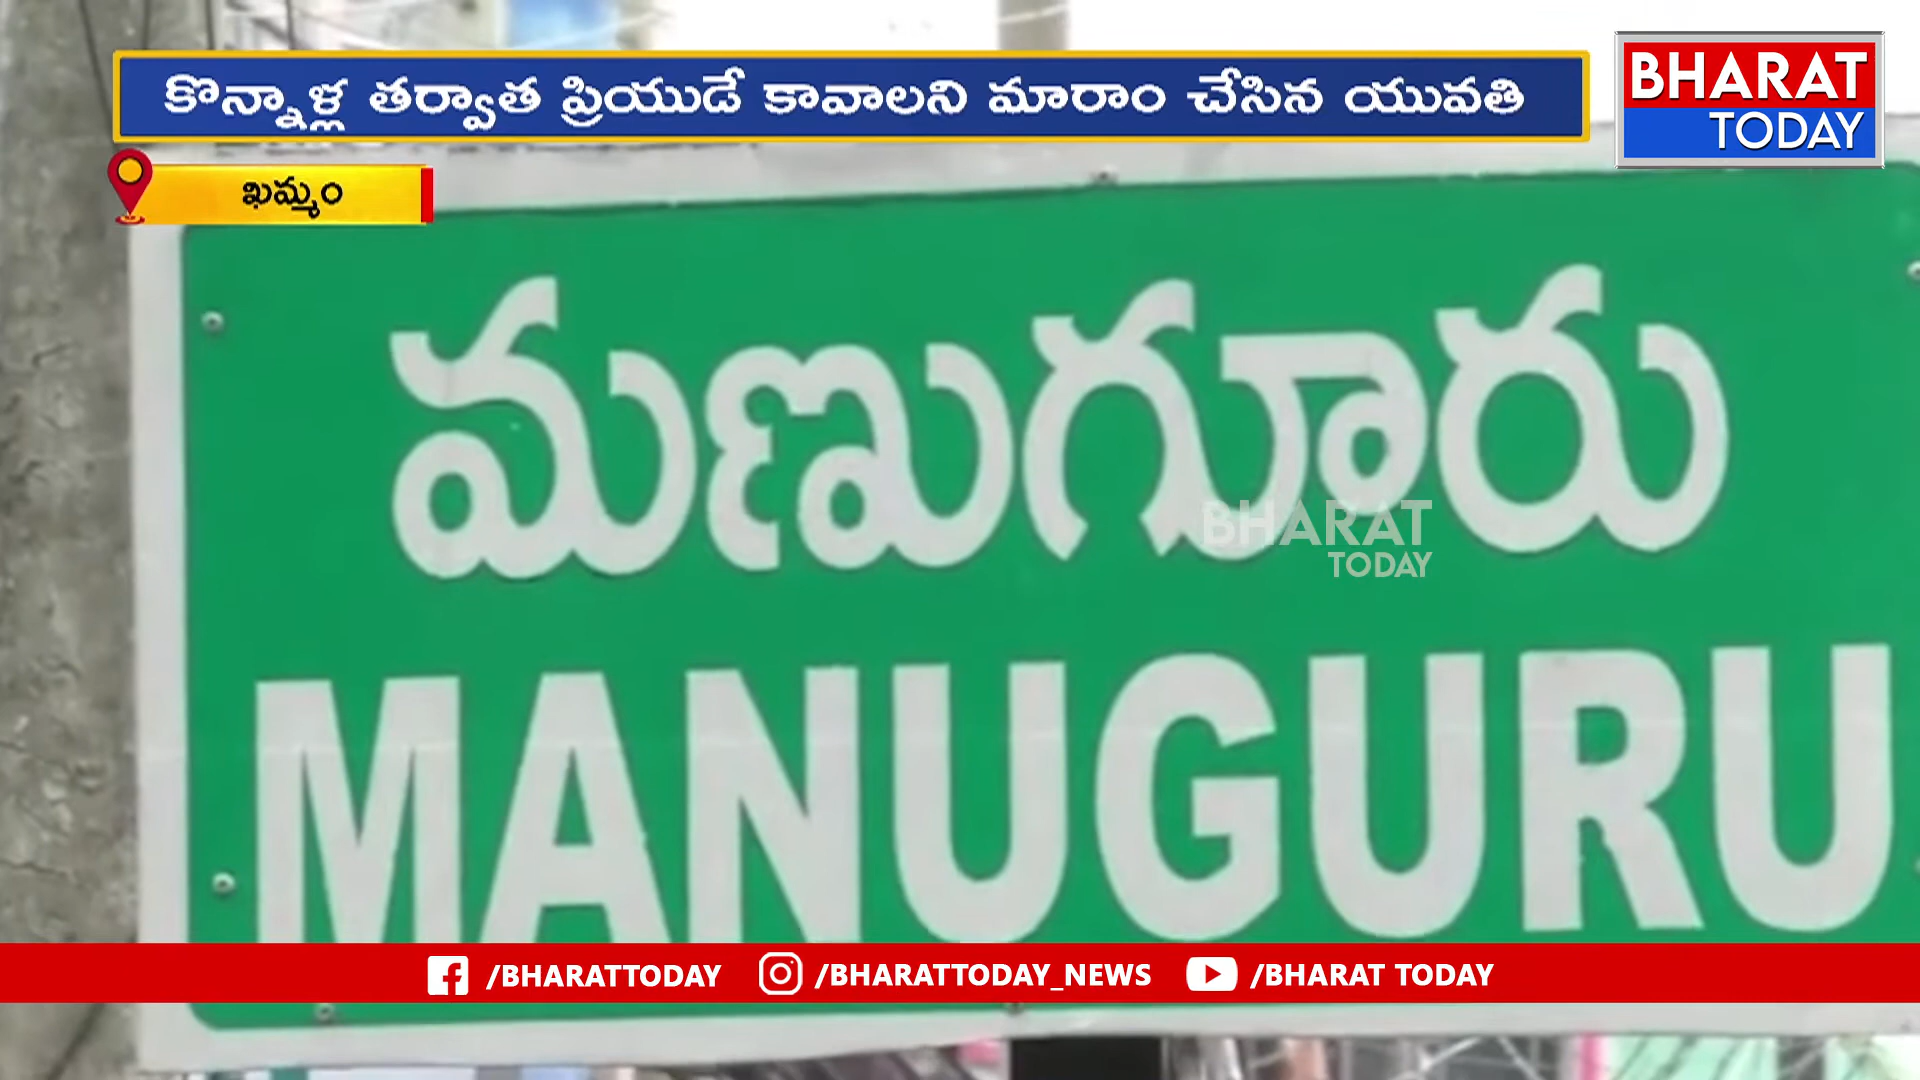 కొన్నాళ్ల తర్వాత ప్రియుడే కావాలని మారాం చేసిన యువతి
BHARAT
TODAY
ఖమ్మం
మణుగూరు
BHARAT
TODAY
MANUGURU
/BHARATTODAY /BHARATTODAY_NEWS /BHARAT TODAY